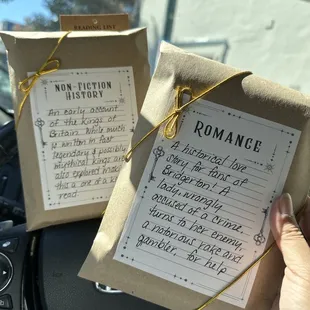 READING LIST
NON-FICTION
HISTORY
An early account
of the kings of
Britain. While much
is written in fast
legendary & possibly
mythical kings are
also explored inside
this a one of a kind
read
ROMANCE
A historical love
story for fans of
Bridgerton! A
lady, wrongly
accused of a crime,
turns to her enemy,
a notorious rake and
gambler, for help